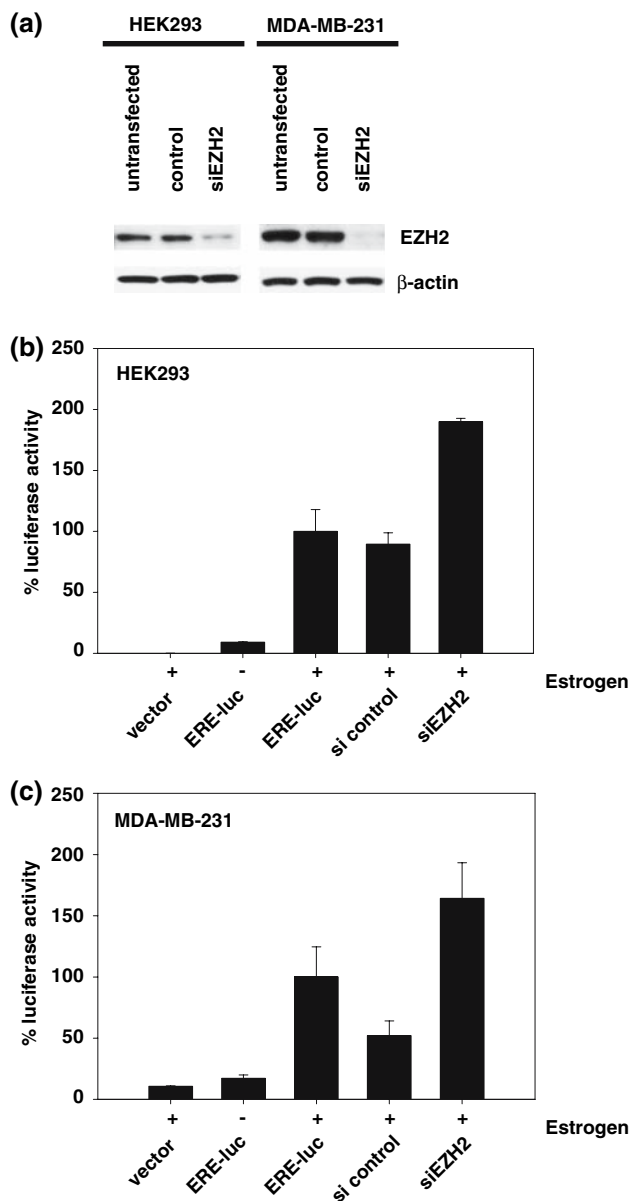 (a)
HEK293 MDA-MB-231
untransfected control siEZH2 untransfected control siEZH2
EZH2
β-actin
(b)
250
HEK293
200
150
100
50
0
% luciferase activity
+ - + + + Estrogen
vector ERE-luc ERE-luc si control siEZH2
(c)
250
MDA-MB-231
200
150
100
50
0
% luciferase activity
+ - + + + Estrogen
vector ERE-luc ERE-luc si control siEZH2